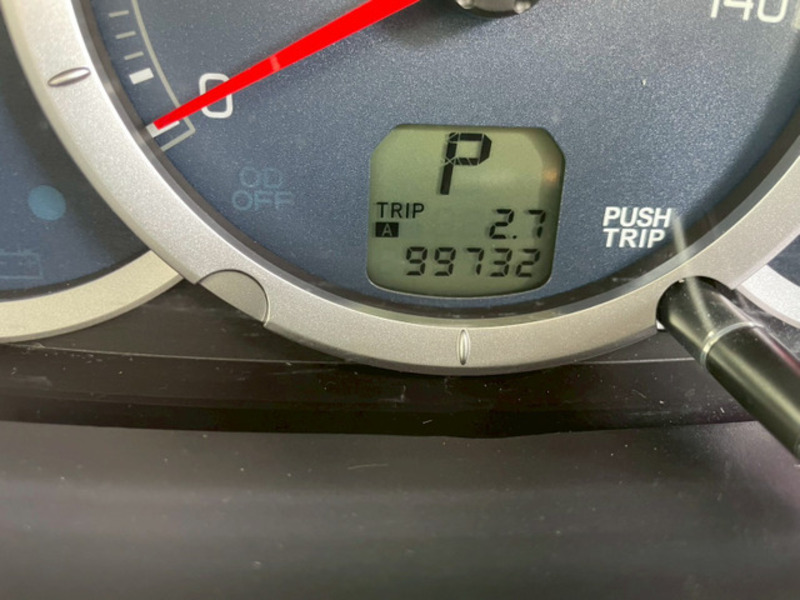 140
0
P
OD
OFF
TRIP
A 2.7
99732
PUSH
TRIP